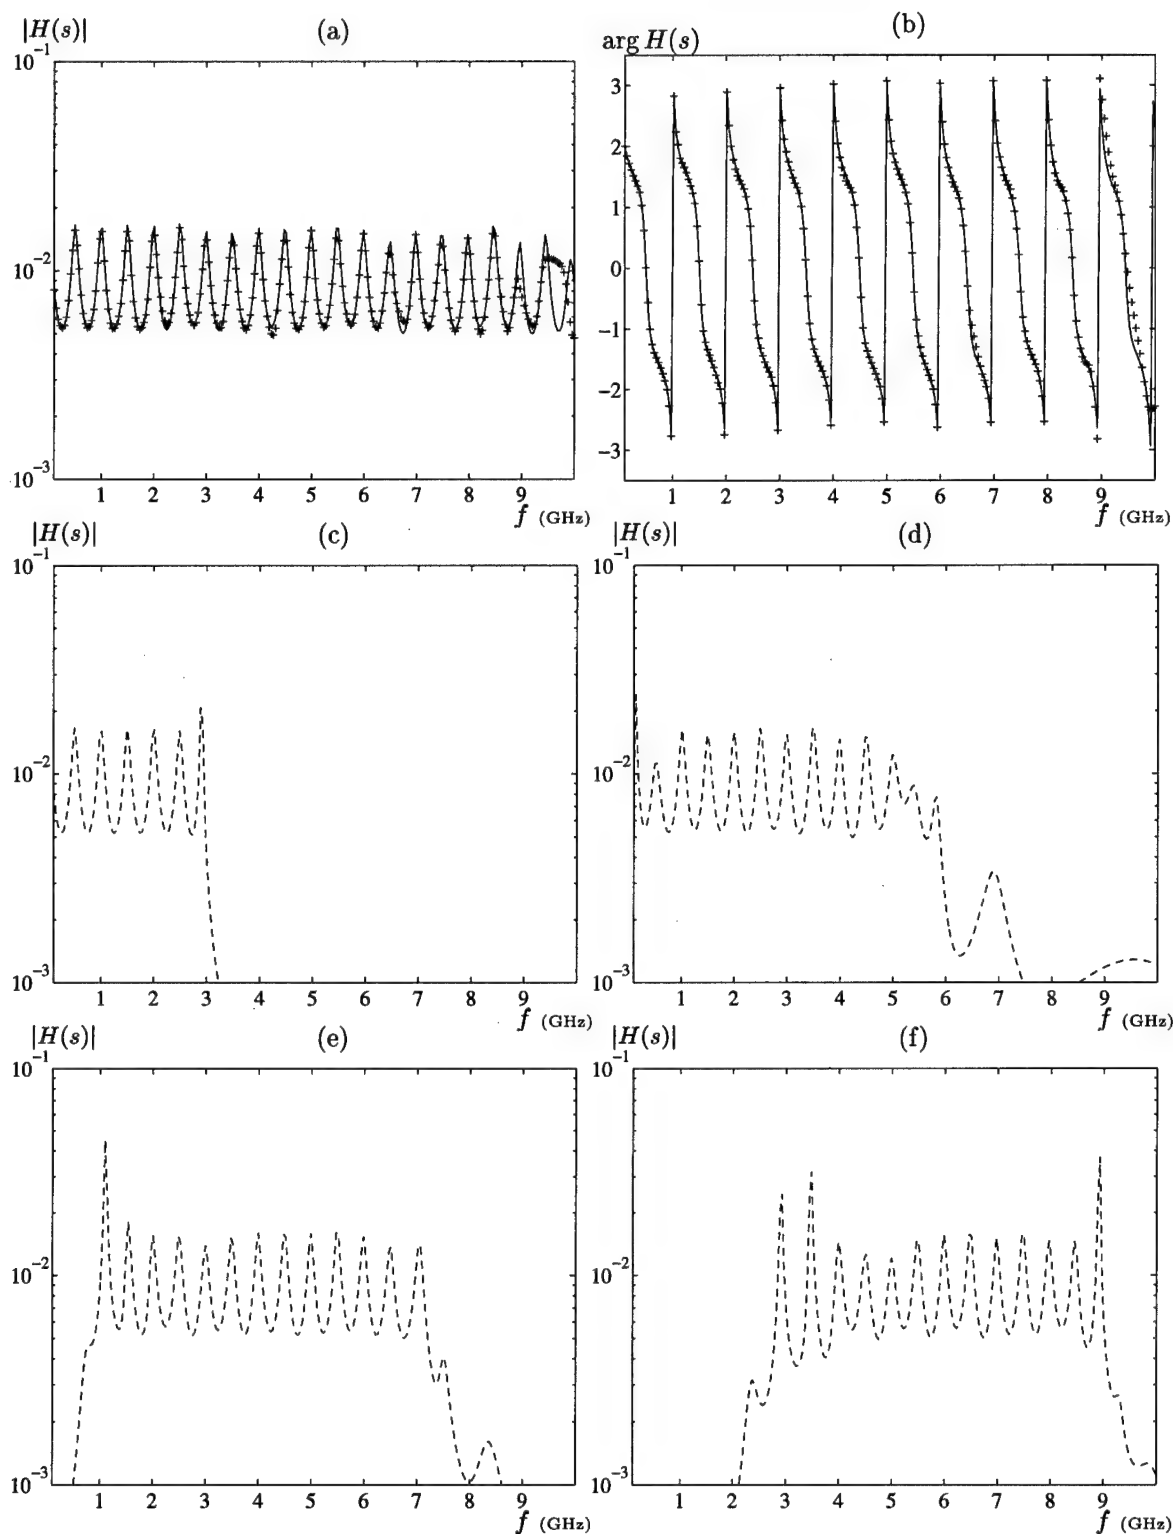 |H(s)| (a)
10⁻¹
10⁻²
10⁻³
1 2 3 4 5 6 7 8 9
f (GHz)
arg H(s) (b)
3
2
1
0
−1
−2
−3
1 2 3 4 5 6 7 8 9
f (GHz)
|H(s)| (c)
10⁻¹
10⁻²
10⁻³
1 2 3 4 5 6 7 8 9
f (GHz)
|H(s)| (d)
10⁻¹
10⁻²
10⁻³
1 2 3 4 5 6 7 8 9
f (GHz)
|H(s)| (e)
10⁻¹
10⁻²
10⁻³
1 2 3 4 5 6 7 8 9
f (GHz)
|H(s)| (f)
10⁻¹
10⁻²
10⁻³
1 2 3 4 5 6 7 8 9
f (GHz)